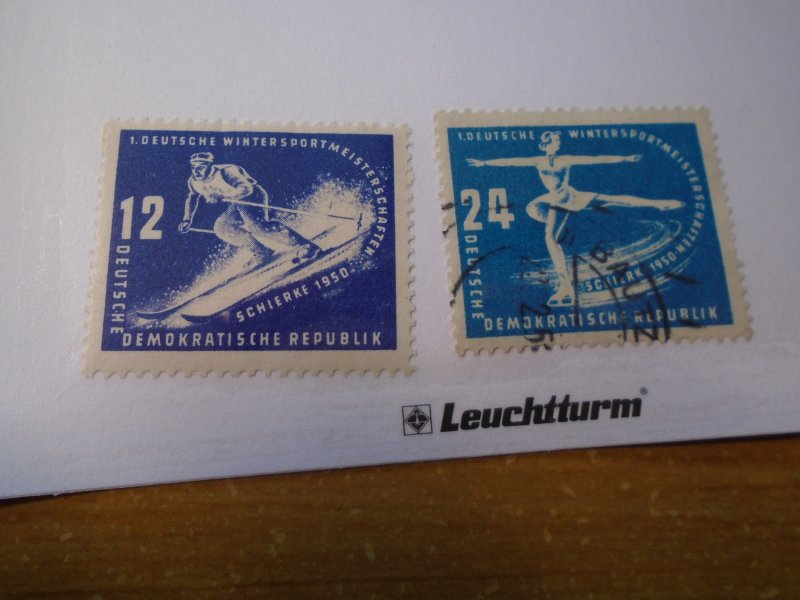 1. DEUTSCHE WINTERSPORTMEISTERSCHAFTEN
12
SCHIERKE 1950
DEUTSCHE
DEMOKRATISCHE REPUBLIK
1. DEUTSCHE WINTERSPORTMEISTERSCHAFTEN
24
SCHIERKE 1950
DEUTSCHE
DEMOKRATISCHE REPUBLIK
Leuchtturm®